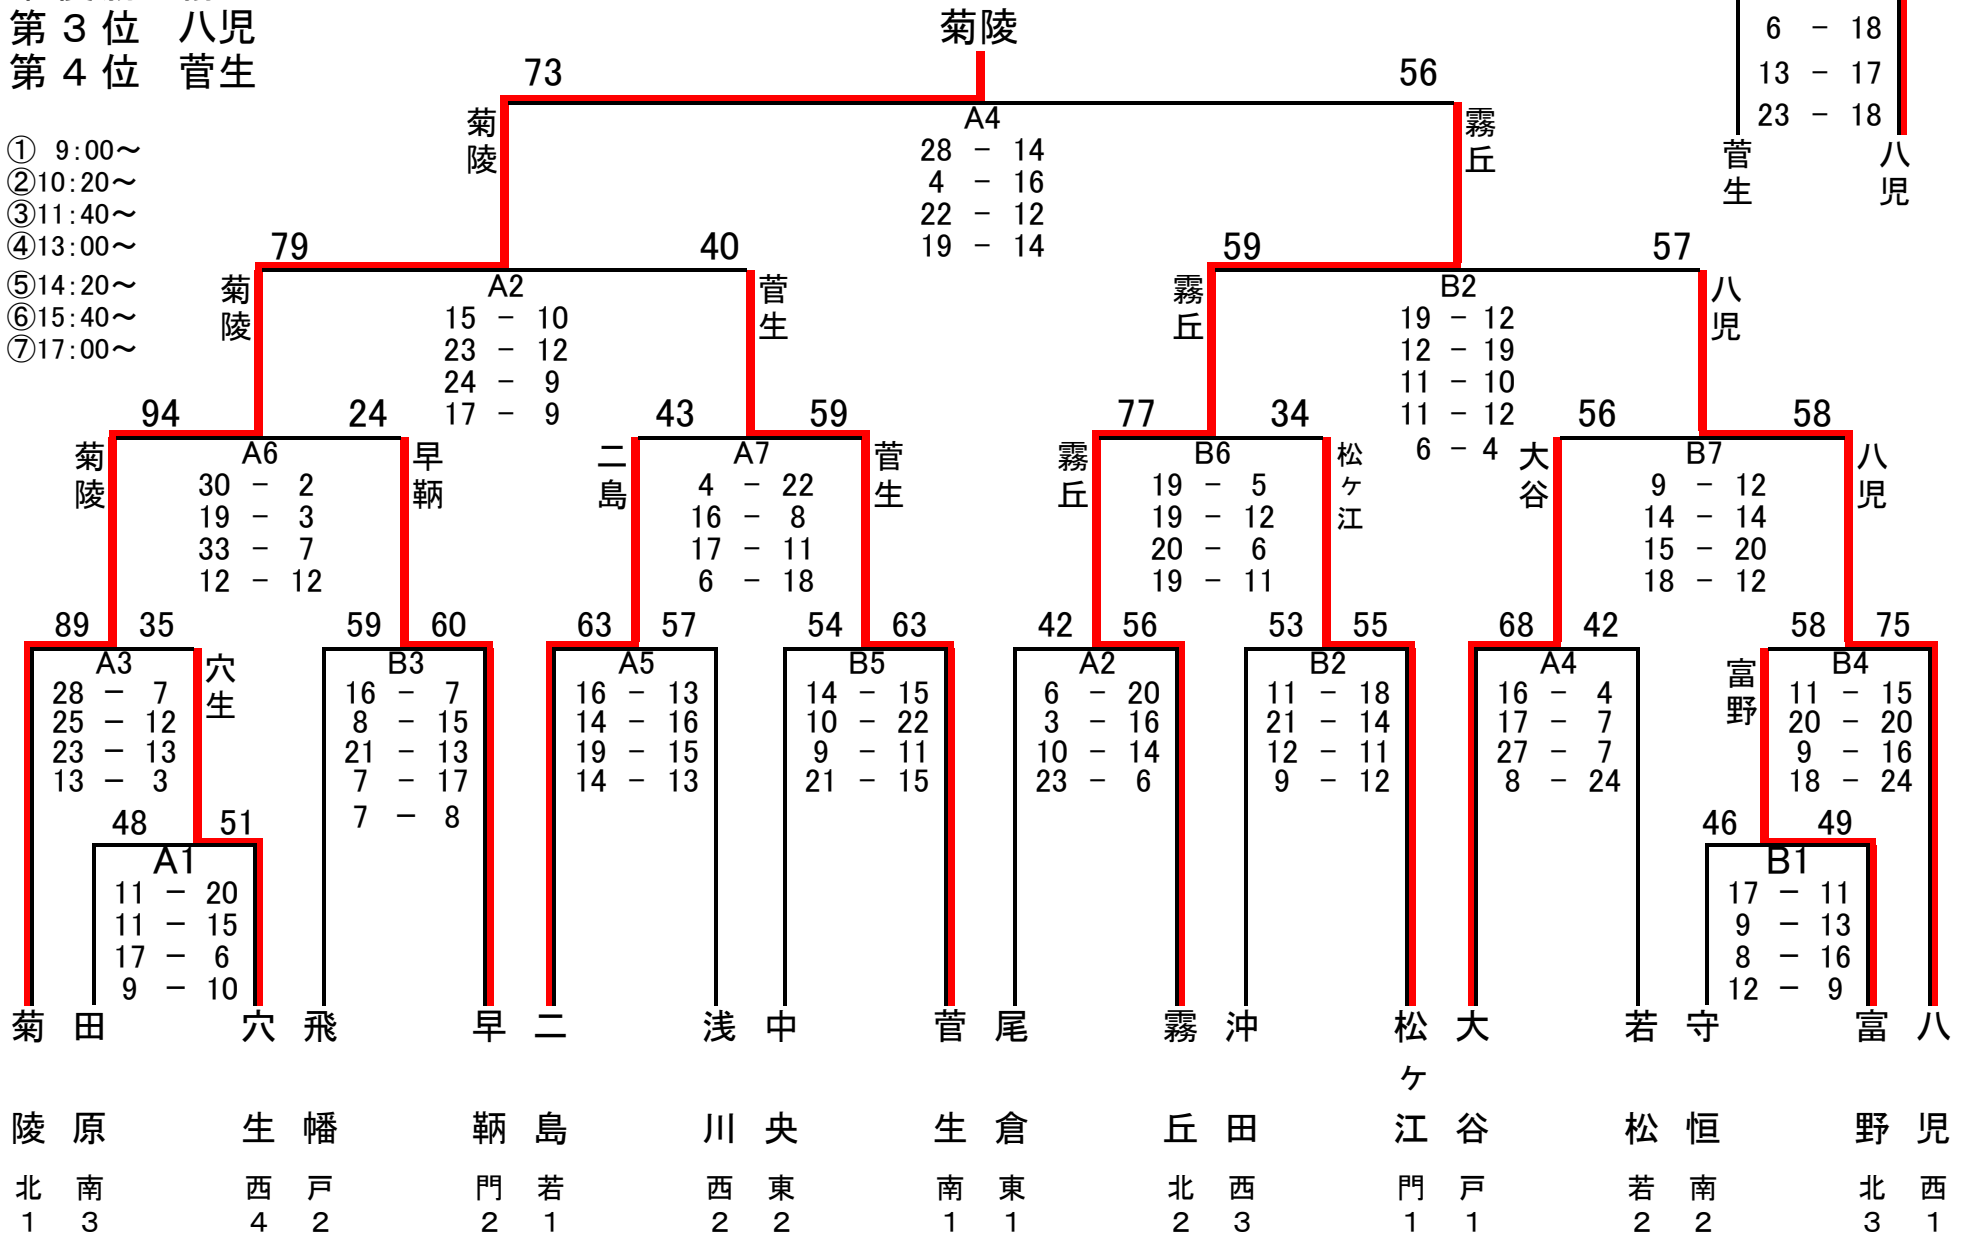 第３位 八児
第４位 菅生
菊陵
73 56
菊陵
霧丘
A4
28 － 14
4 － 16
22 － 12
19 － 14
6 － 18
13 － 17
23 － 18
菅生
八児
① 9:00～
②10:20～
③11:40～
④13:00～
⑤14:20～
⑥15:40～
⑦17:00～
79 40
菊陵
菅生
A2
15 － 10
23 － 12
24 － 9
17 － 9
59 57
霧丘
八児
B2
19 － 12
12 － 19
11 － 10
11 － 12
6 － 4
94 24
菊陵
早鞆
A6
30 － 2
19 － 3
33 － 7
12 － 12
43 59
二島
菅生
A7
4 － 22
16 － 8
17 － 11
6 － 18
77 34
霧丘
松ヶ江
B6
19 － 5
19 － 12
20 － 6
19 － 11
56 58
大谷
八児
B7
9 － 12
14 － 14
15 － 20
18 － 12
89 35
穴生
A3
28 － 7
25 － 12
23 － 13
13 － 3
59 60
B3
16 － 7
8 － 15
21 － 13
7 － 17
7 － 8
63 57
A5
16 － 13
14 － 16
19 － 15
14 － 13
54 63
B5
14 － 15
10 － 22
9 － 11
21 － 15
42 56
A2
6 － 20
3 － 16
10 － 14
23 － 6
53 55
B2
11 － 18
21 － 14
12 － 11
9 － 12
68 42
A4
16 － 4
17 － 7
27 － 7
8 － 24
58 75
富野
B4
11 － 15
20 － 20
9 － 16
18 － 24
48 51
A1
11 － 20
11 － 15
17 － 6
9 － 10
46 49
B1
17 － 11
9 － 13
8 － 16
12 － 9
菊陵 北1
田原 南3
穴生 西4
飛幡 戸2
早鞆 門2
二島 若1
浅川 西2
中央 東2
菅生 南1
尾倉 東1
霧丘 北2
沖田 西3
松ヶ江 門1
大谷 戸1
若松 若2
守恒 南2
富野 北3
八児 西1